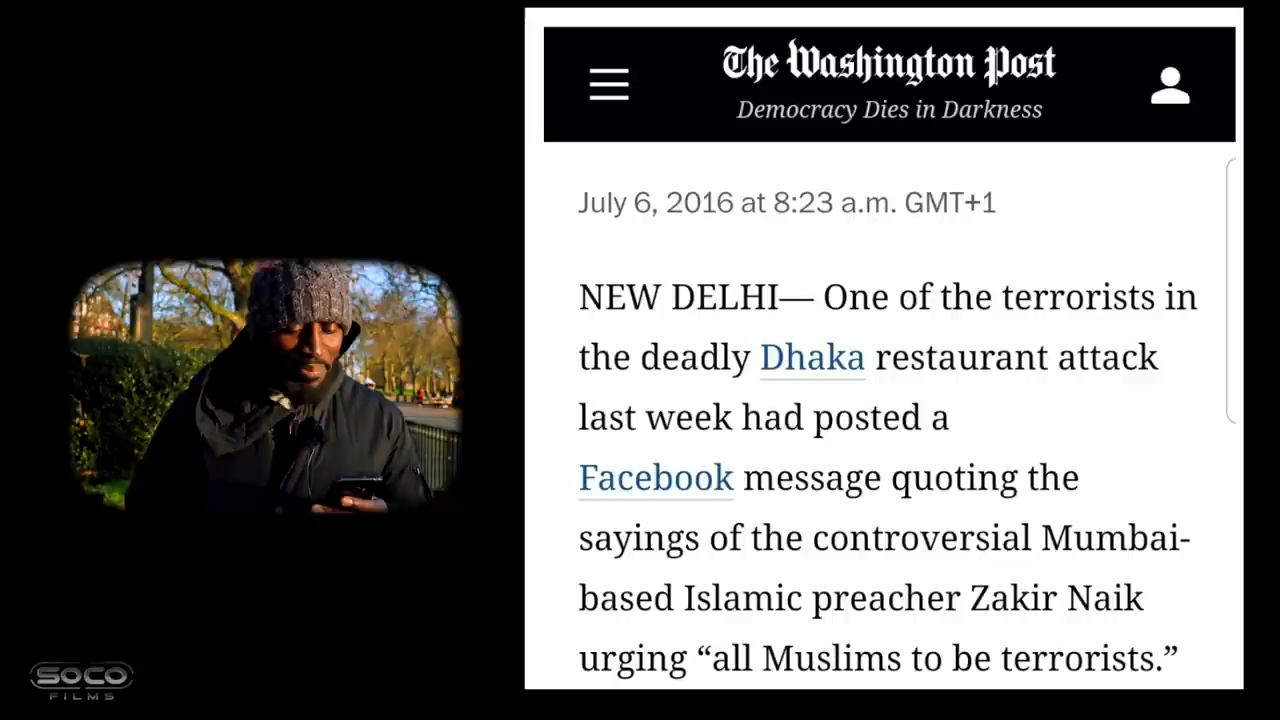 The Washington Post
Democracy Dies in Darkness
July 6, 2016 at 8:23 a.m. GMT+1
NEW DELHI— One of the terrorists in
the deadly Dhaka restaurant attack
last week had posted a
Facebook message quoting the
sayings of the controversial Mumbai-
based Islamic preacher Zakir Naik
urging “all Muslims to be terrorists.”
SOCO
FILMS